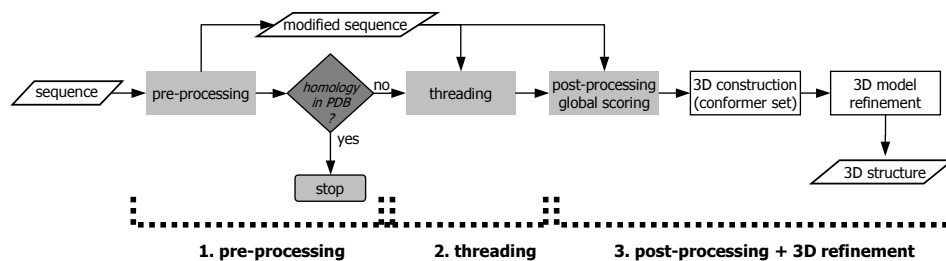 modified sequence
sequence
pre-processing
homology
in PDB
?
no
yes
stop
threading
post-processing
global scoring
3D construction
(conformer set)
3D model
refinement
3D structure
1. pre-processing
2. threading
3. post-processing + 3D refinement